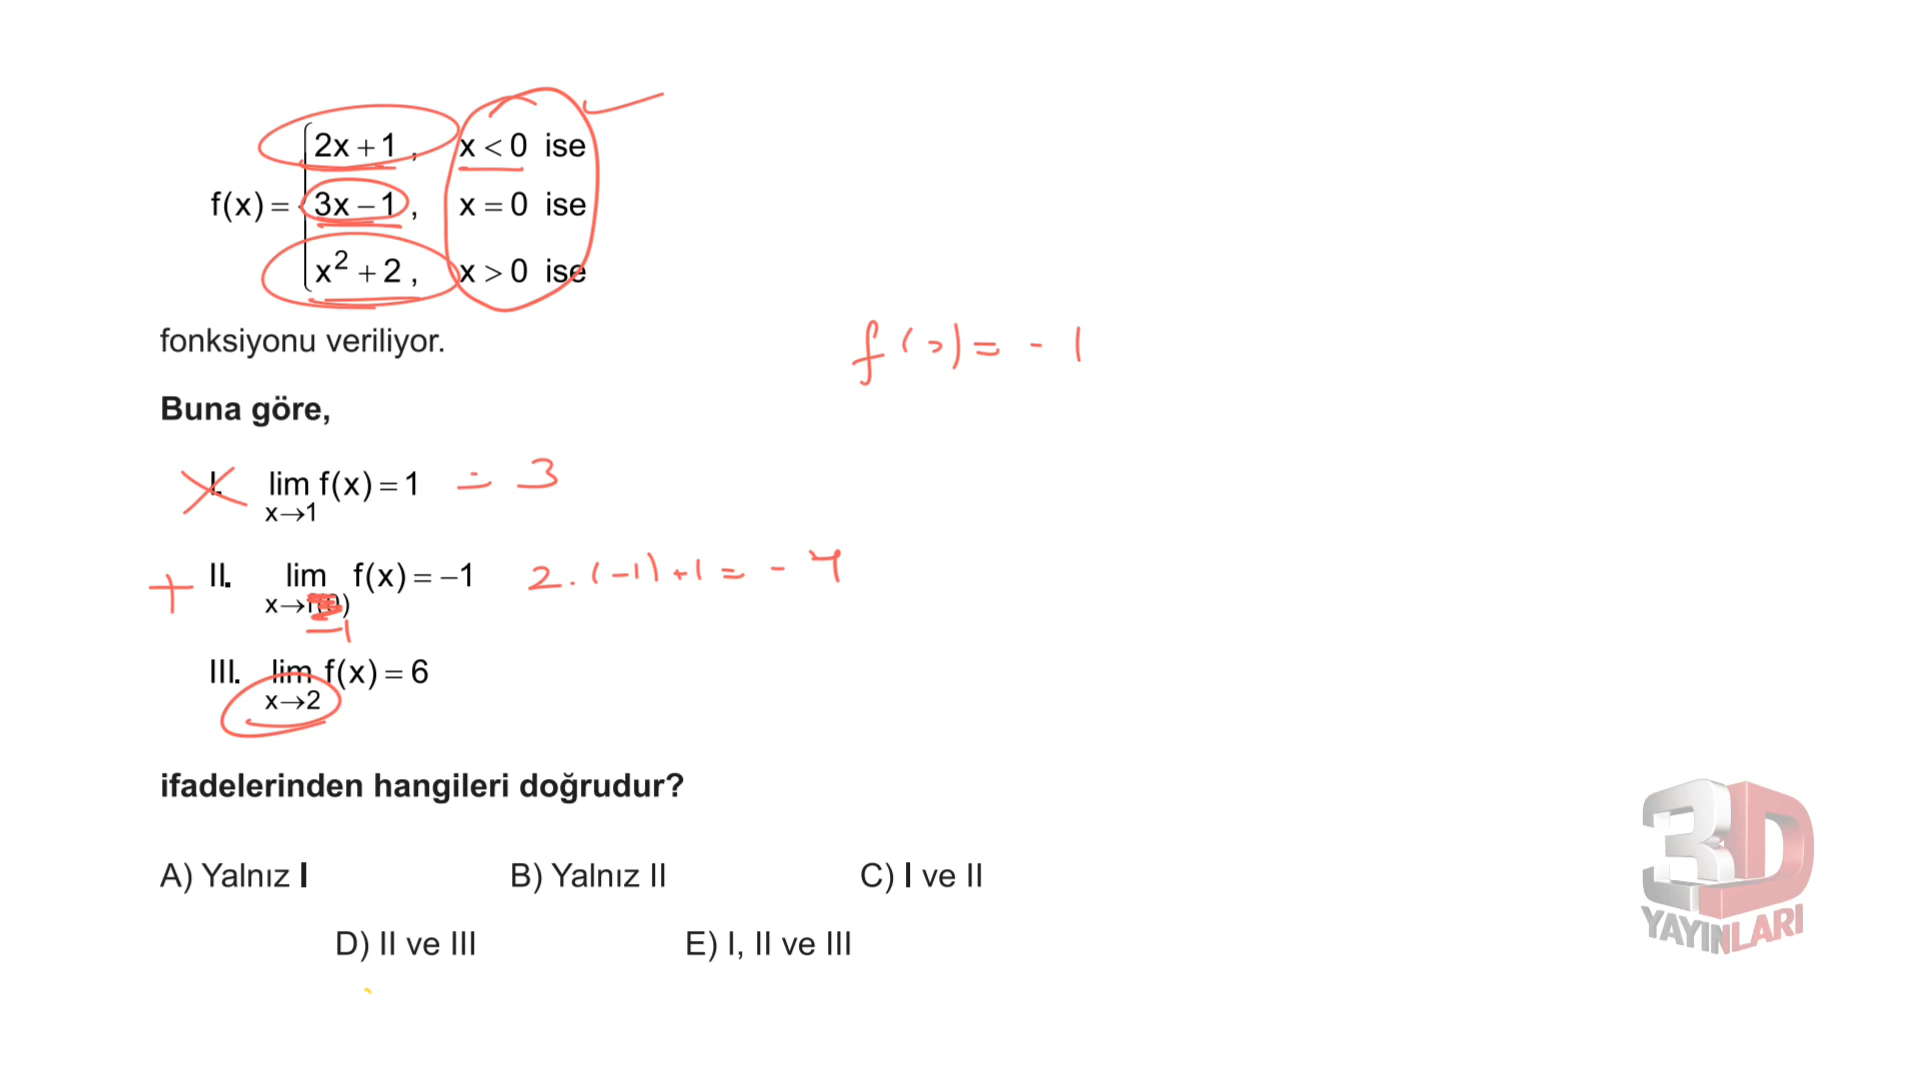 2x + 1 , x < 0 ise
f(x) = 3x – 1 , x = 0 ise
x² + 2 , x > 0 ise
fonksiyonu veriliyor.
f(0) = - 1
Buna göre,
I. lim f(x) = 1 = 3
x→1
II. lim f(x) = –1 2.(-1)+1 = -1
x→ )
-1
III. lim f(x) = 6
x→2
ifadelerinden hangileri doğrudur?
A) Yalnız I B) Yalnız II C) I ve II
D) II ve III E) I, II ve III
3D
YAYINLARI